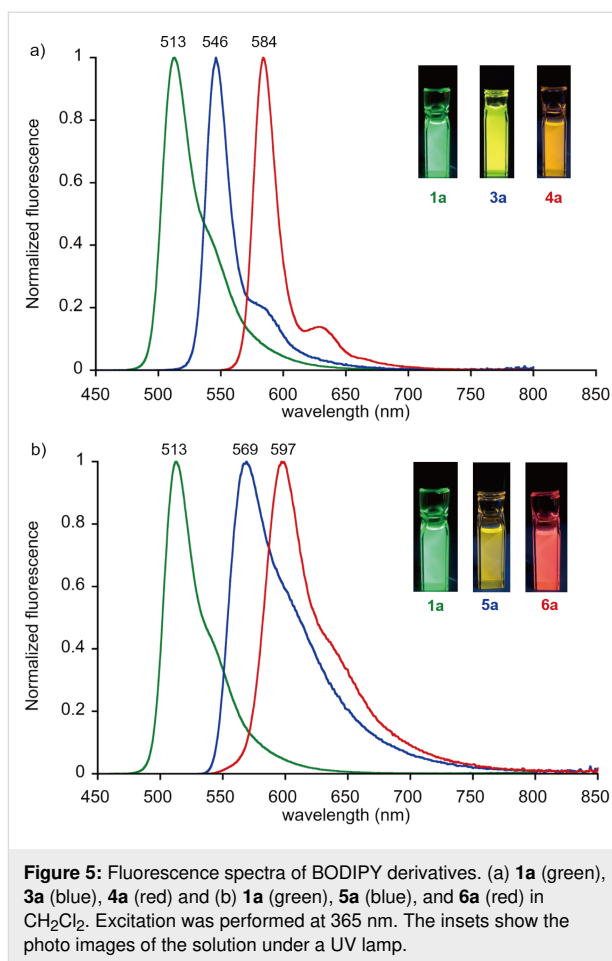 a)
513 546 584
1
0.8
0.6
0.4
0.2
0
Normalized fluorescence
1a 3a 4a
450 500 550 600 650 700 750 800 850
wavelength (nm)
b)
513 569 597
1
0.8
0.6
0.4
0.2
0
Normalized fluorescence
1a 5a 6a
450 500 550 600 650 700 750 800 850
wavelength (nm)
Figure 5: Fluorescence spectra of BODIPY derivatives. (a) 1a (green),
3a (blue), 4a (red) and (b) 1a (green), 5a (blue), and 6a (red) in
CH₂Cl₂. Excitation was performed at 365 nm. The insets show the
photo images of the solution under a UV lamp.